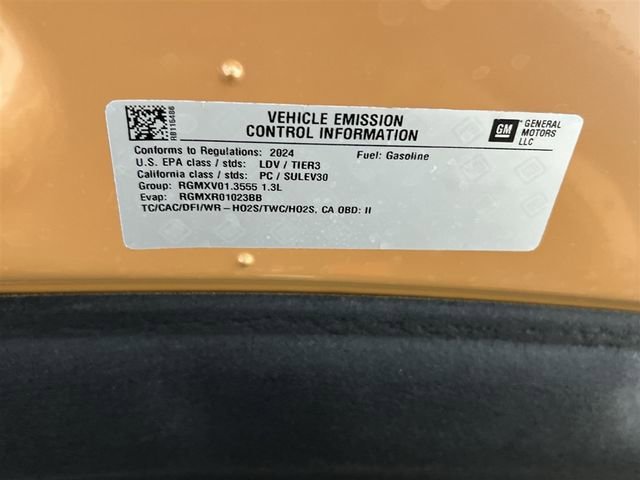 VEHICLE EMISSION
CONTROL INFORMATION
GM GENERAL
MOTORS
LLC
RB115486
Conforms to Regulations: 2024 Fuel: Gasoline
U.S. EPA class / stds: LDV / TIER3
California class / stds: PC / SULEV30
Group: RGMXV01.3555 1.3L
Evap: RGMXR01023BB
TC/CAC/DFI/WR-HO2S/TWC/HO2S, CA OBD: II